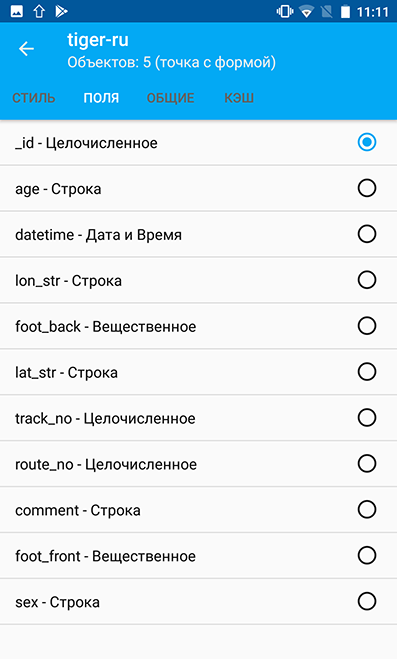 11:11
tiger-ru
Объектов: 5 (точка с формой)
СТИЛЬ ПОЛЯ ОБЩИЕ КЭШ
_id - Целочисленное
age - Строка
datetime - Дата и Время
lon_str - Строка
foot_back - Вещественное
lat_str - Строка
track_no - Целочисленное
route_no - Целочисленное
comment - Строка
foot_front - Вещественное
sex - Строка